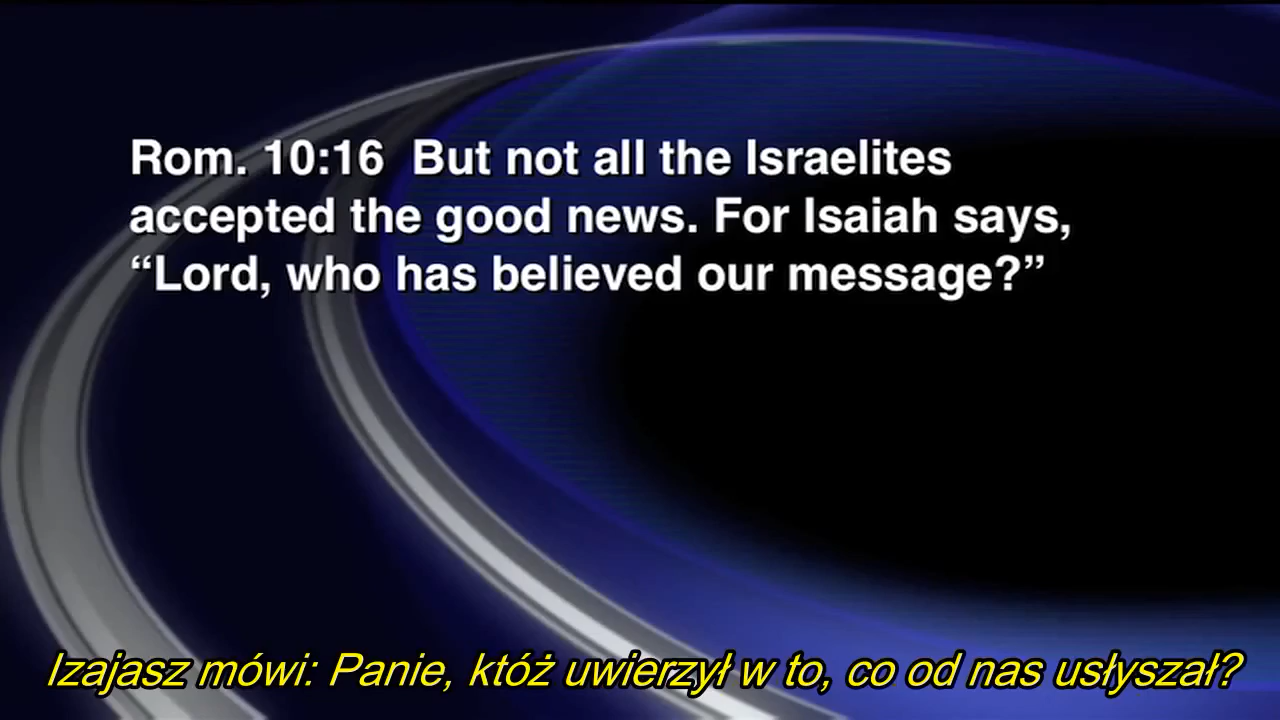 Rom. 10:16 But not all the Israelites
accepted the good news. For Isaiah says,
“Lord, who has believed our message?”
Izajasz mówi: Panie, któż uwierzył w to, co od nas usłyszał?